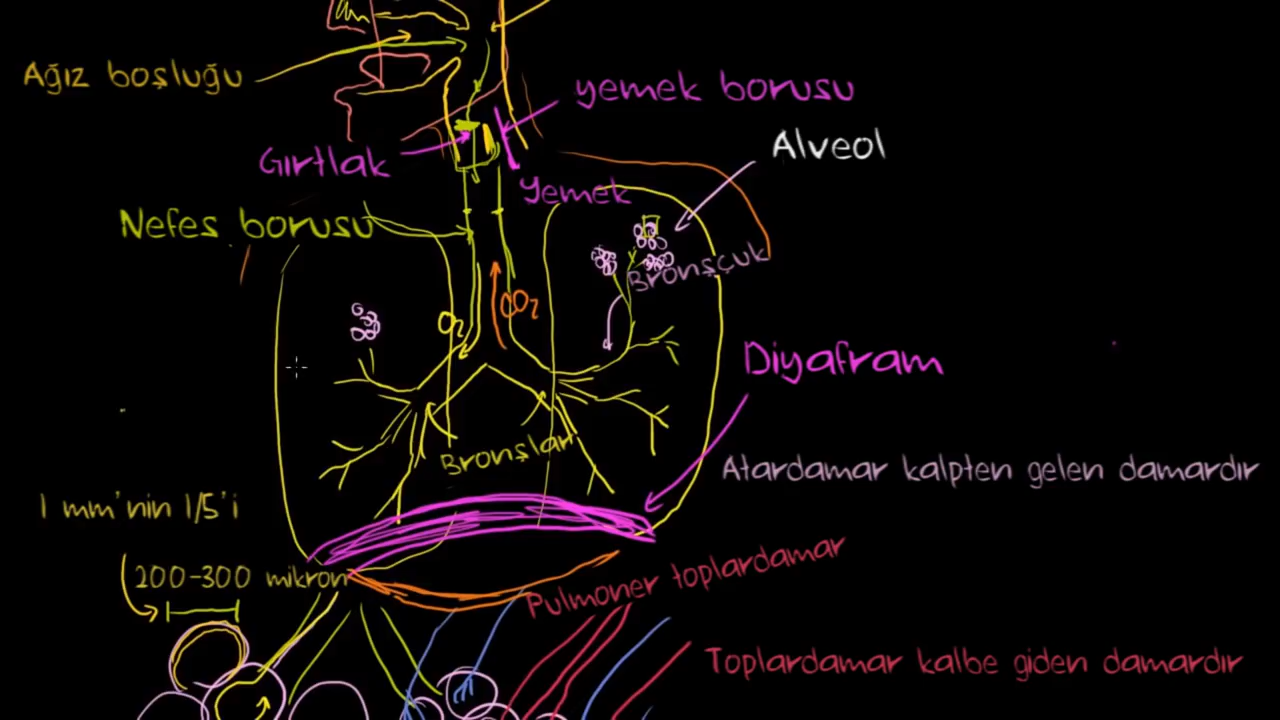 Ağız boşluğu
yemek borusu
Alveol
Gırtlak
Yemek
Nefes borusu
Bronşçuk
CO₂
O₂
Diyafram
Bronşlar
Atardamar kalpten gelen damardır
1 mm'nin 1/5'i
200-300 mikron
Pulmoner toplardamar
Toplardamar kalbe giden damardır